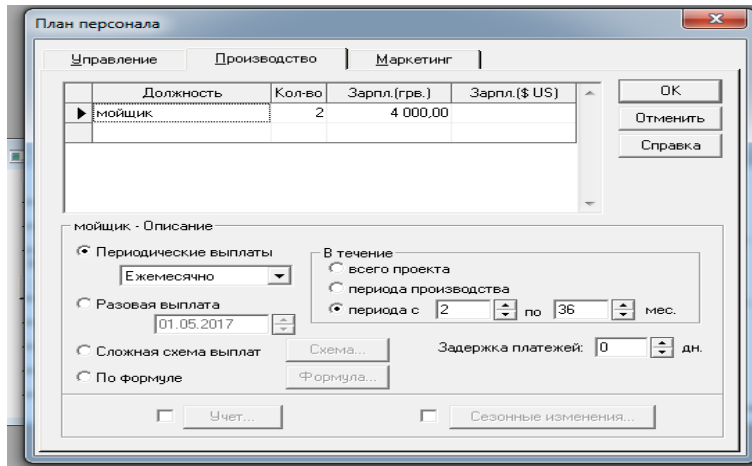 План персонала
Управление Производство Маркетинг
Должность Кол-во Зарпл.(грв.) Зарпл.($ US)
мойщик 2 4 000,00
ОК
Отменить
Справка
мойщик - Описание
Периодические выплаты
Ежемесячно
Разовая выплата
01.05.2017
Сложная схема выплат Схема...
По формуле Формула...
В течение
всего проекта
периода производства
периода с 2 по 36 мес.
Задержка платежей: 0 дн.
Учет... Сезонные изменения...